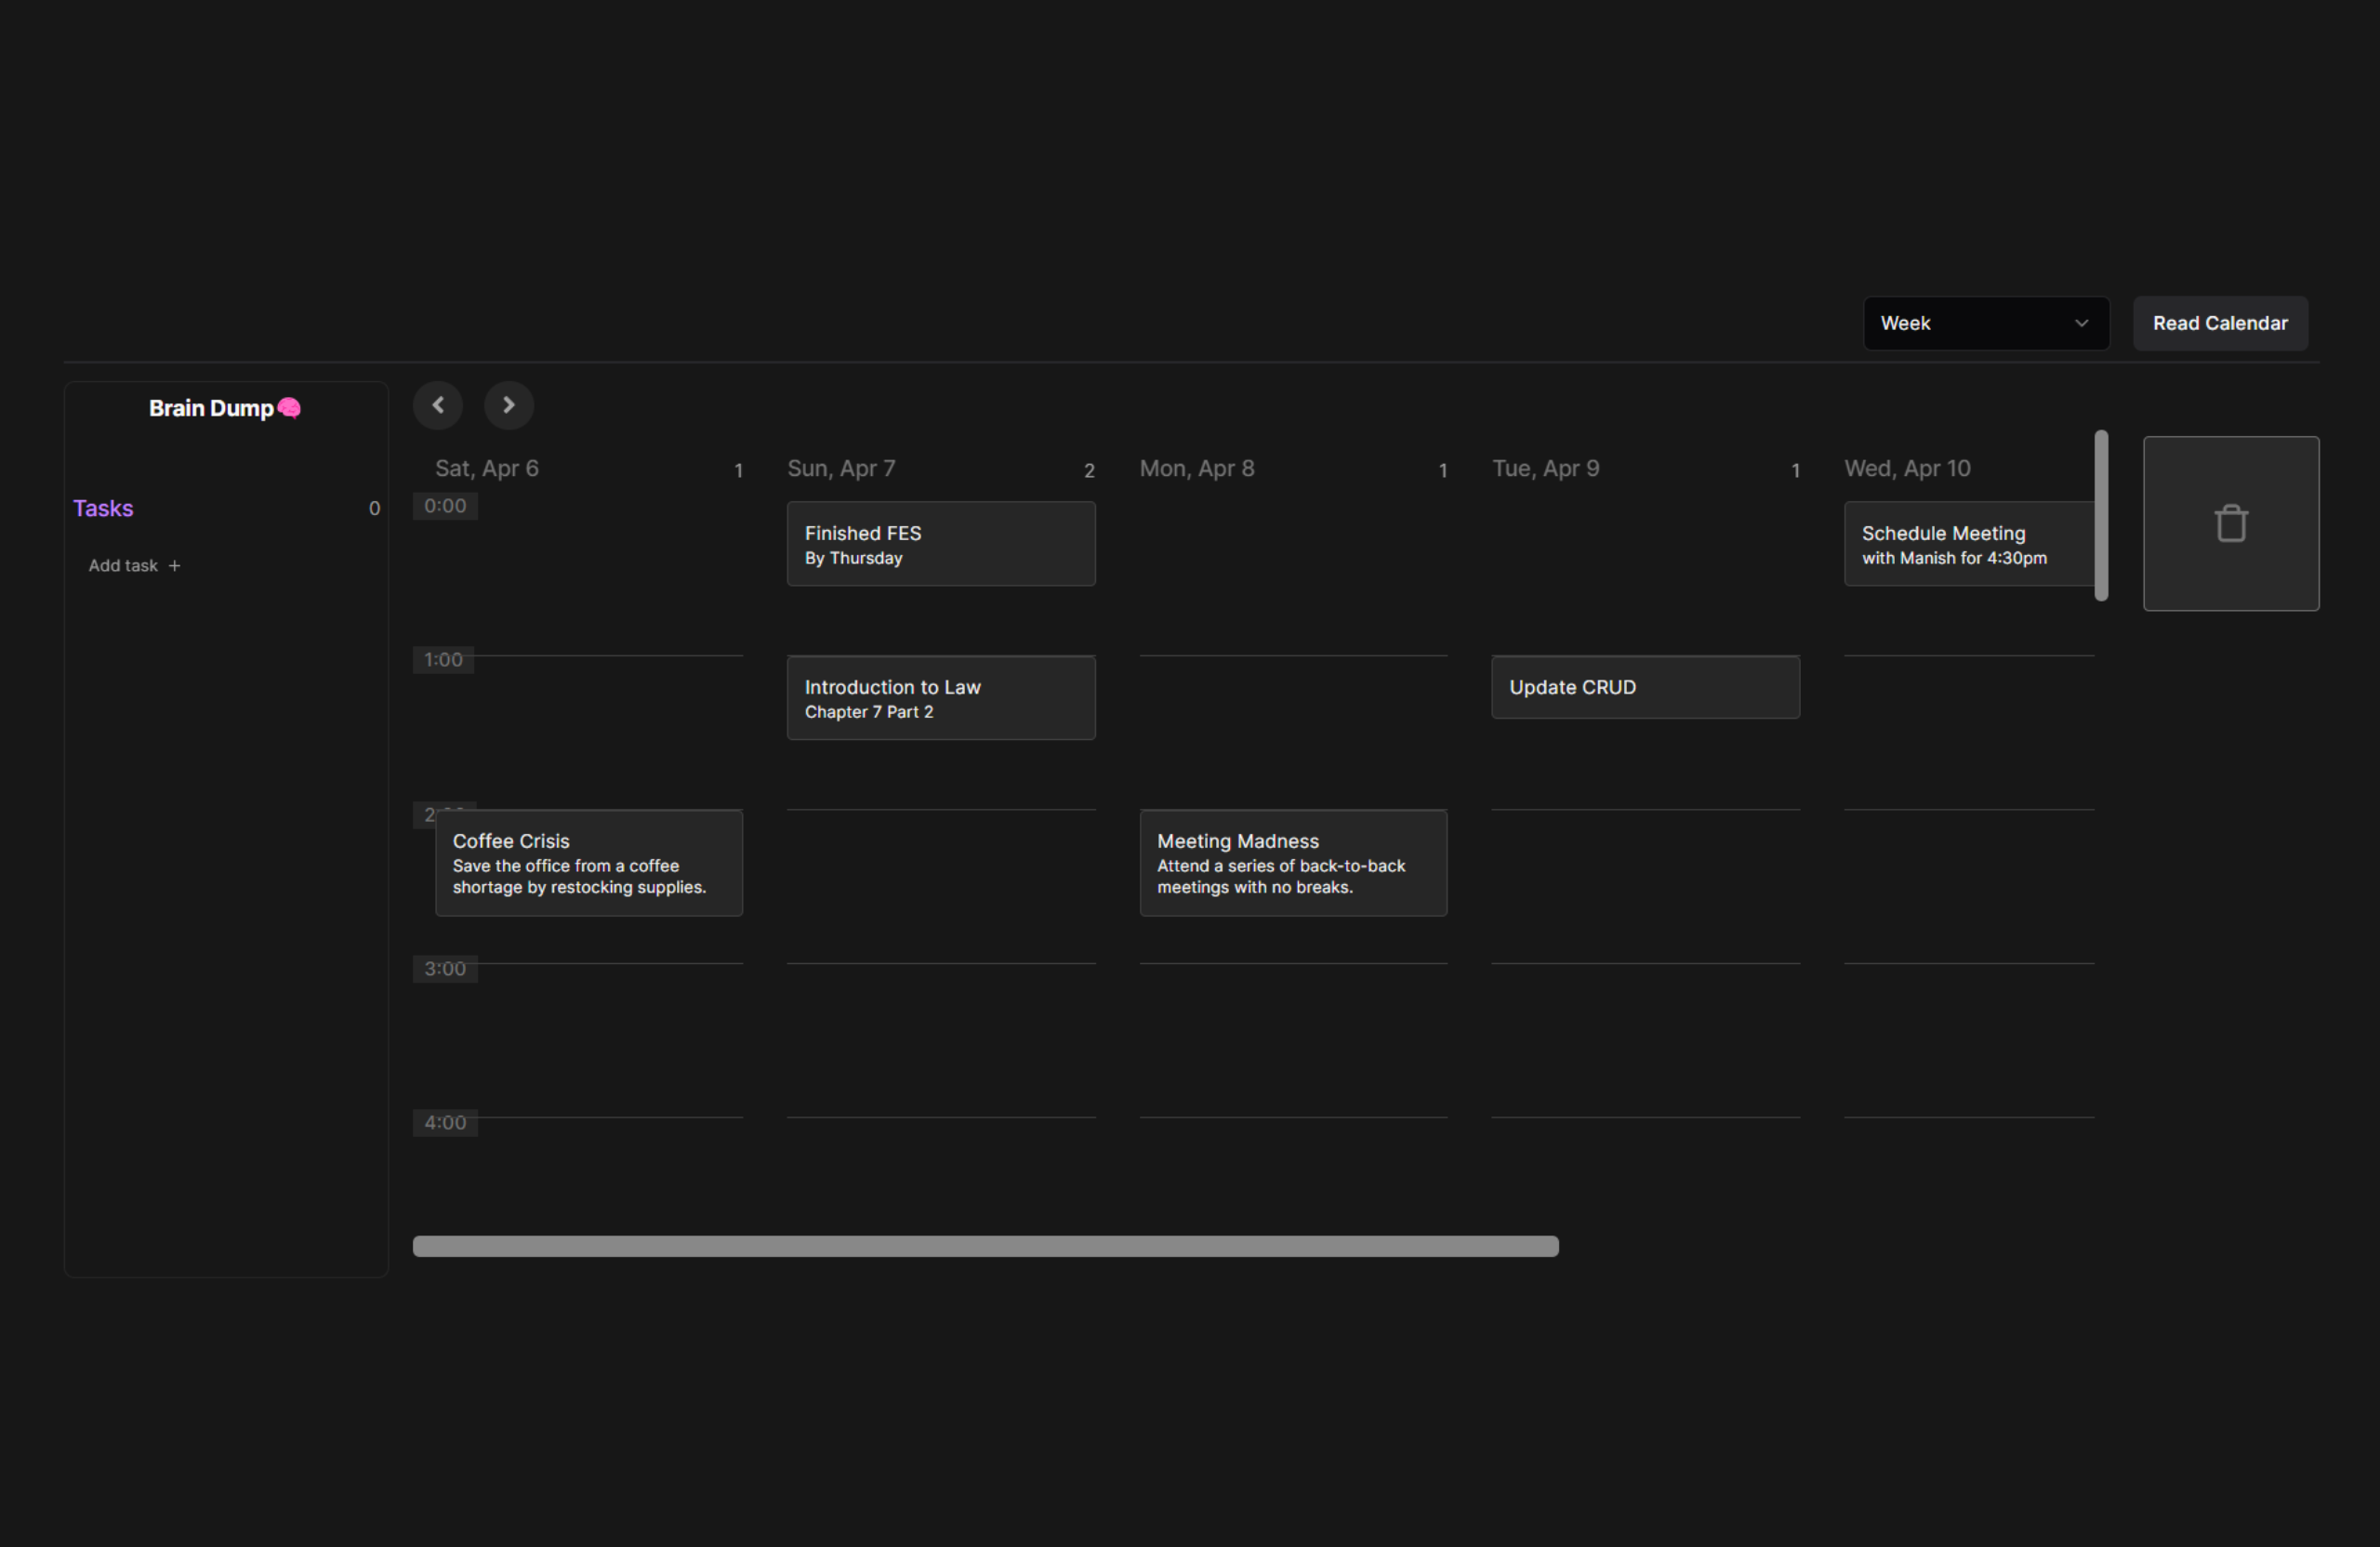 Week
Read Calendar
Brain Dump🧠
Tasks 0
Add task +
Sat, Apr 6 1
Sun, Apr 7 2
Mon, Apr 8 1
Tue, Apr 9 1
Wed, Apr 10
0:00
Finished FES
By Thursday
Schedule Meeting
with Manish for 4:30pm
1:00
Introduction to Law
Chapter 7 Part 2
Update CRUD
Coffee Crisis
Save the office from a coffee
shortage by restocking supplies.
Meeting Madness
Attend a series of back-to-back
meetings with no breaks.
3:00
4:00